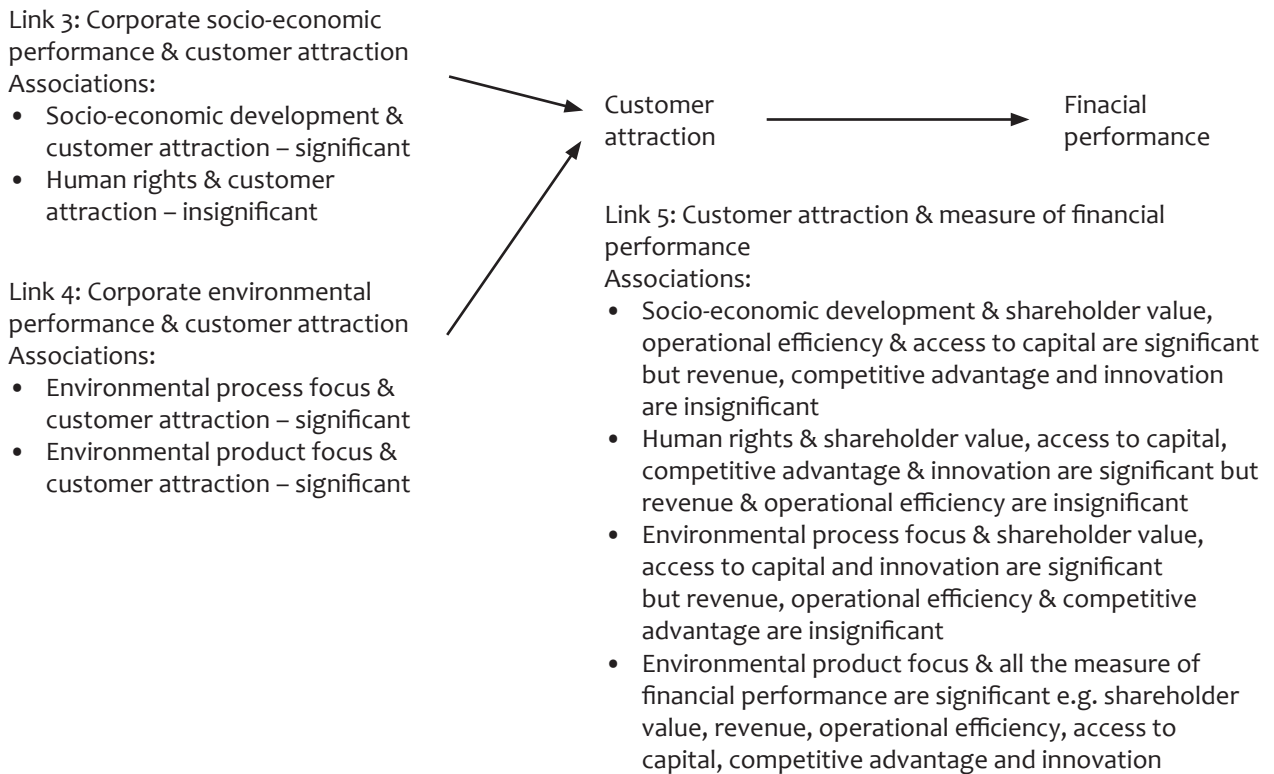 Link 3: Corporate socio-economic
performance & customer attraction
Associations:
• Socio-economic development &
customer attraction – significant
• Human rights & customer
attraction – insignificant
Link 4: Corporate environmental
performance & customer attraction
Associations:
• Environmental process focus &
customer attraction – significant
• Environmental product focus &
customer attraction – significant
Customer
attraction
Finacial
performance
Link 5: Customer attraction & measure of financial
performance
Associations:
• Socio-economic development & shareholder value,
operational efficiency & access to capital are significant
but revenue, competitive advantage and innovation
are insignificant
• Human rights & shareholder value, access to capital,
competitive advantage & innovation are significant but
revenue & operational efficiency are insignificant
• Environmental process focus & shareholder value,
access to capital and innovation are significant
but revenue, operational efficiency & competitive
advantage are insignificant
• Environmental product focus & all the measure of
financial performance are significant e.g. shareholder
value, revenue, operational efficiency, access to
capital, competitive advantage and innovation